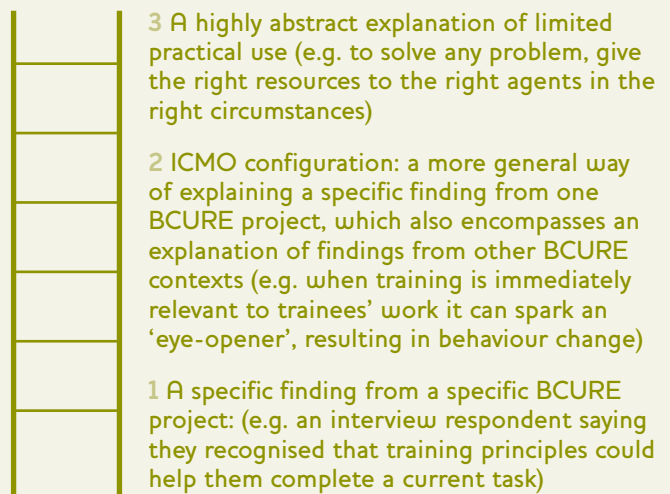 3 A highly abstract explanation of limited
practical use (e.g. to solve any problem, give
the right resources to the right agents in the
right circumstances)
2 ICMO configuration: a more general way
of explaining a specific finding from one
BCURE project, which also encompasses an
explanation of findings from other BCURE
contexts (e.g. when training is immediately
relevant to trainees’ work it can spark an
‘eye-opener’, resulting in behaviour change)
1 A specific finding from a specific BCURE
project: (e.g. an interview respondent saying
they recognised that training principles could
help them complete a current task)